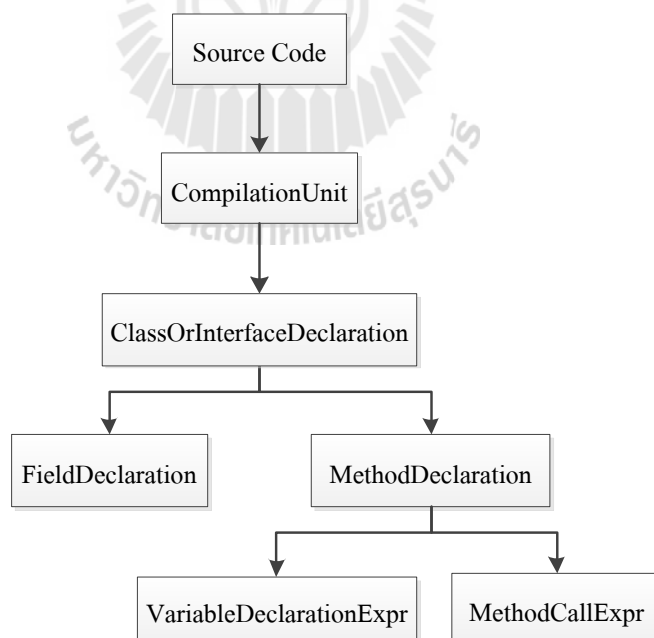 Source Code
CompilationUnit
ClassOrInterfaceDeclaration
FieldDeclaration
MethodDeclaration
VariableDeclarationExpr
MethodCallExpr